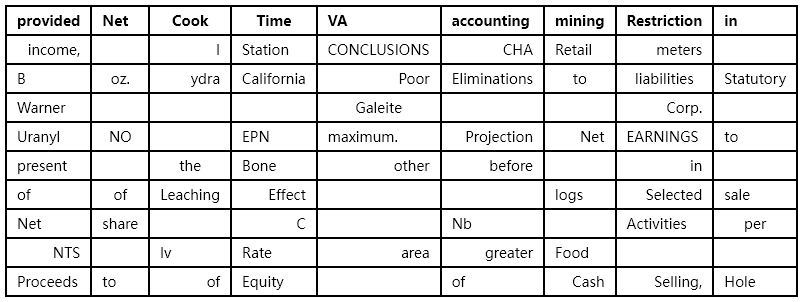 provided Net Cook Time VA accounting mining Restriction in
income, l Station CONCLUSIONS CHA Retail meters
B oz. ydra California Poor Eliminations to liabilities Statutory
Warner Galeite Corp.
Uranyl NO EPN maximum. Projection Net EARNINGS to
present the Bone other before in
of of Leaching Effect logs Selected sale
Net share C Nb Activities per
NTS lv Rate area greater Food
Proceeds to of Equity of Cash Selling, Hole